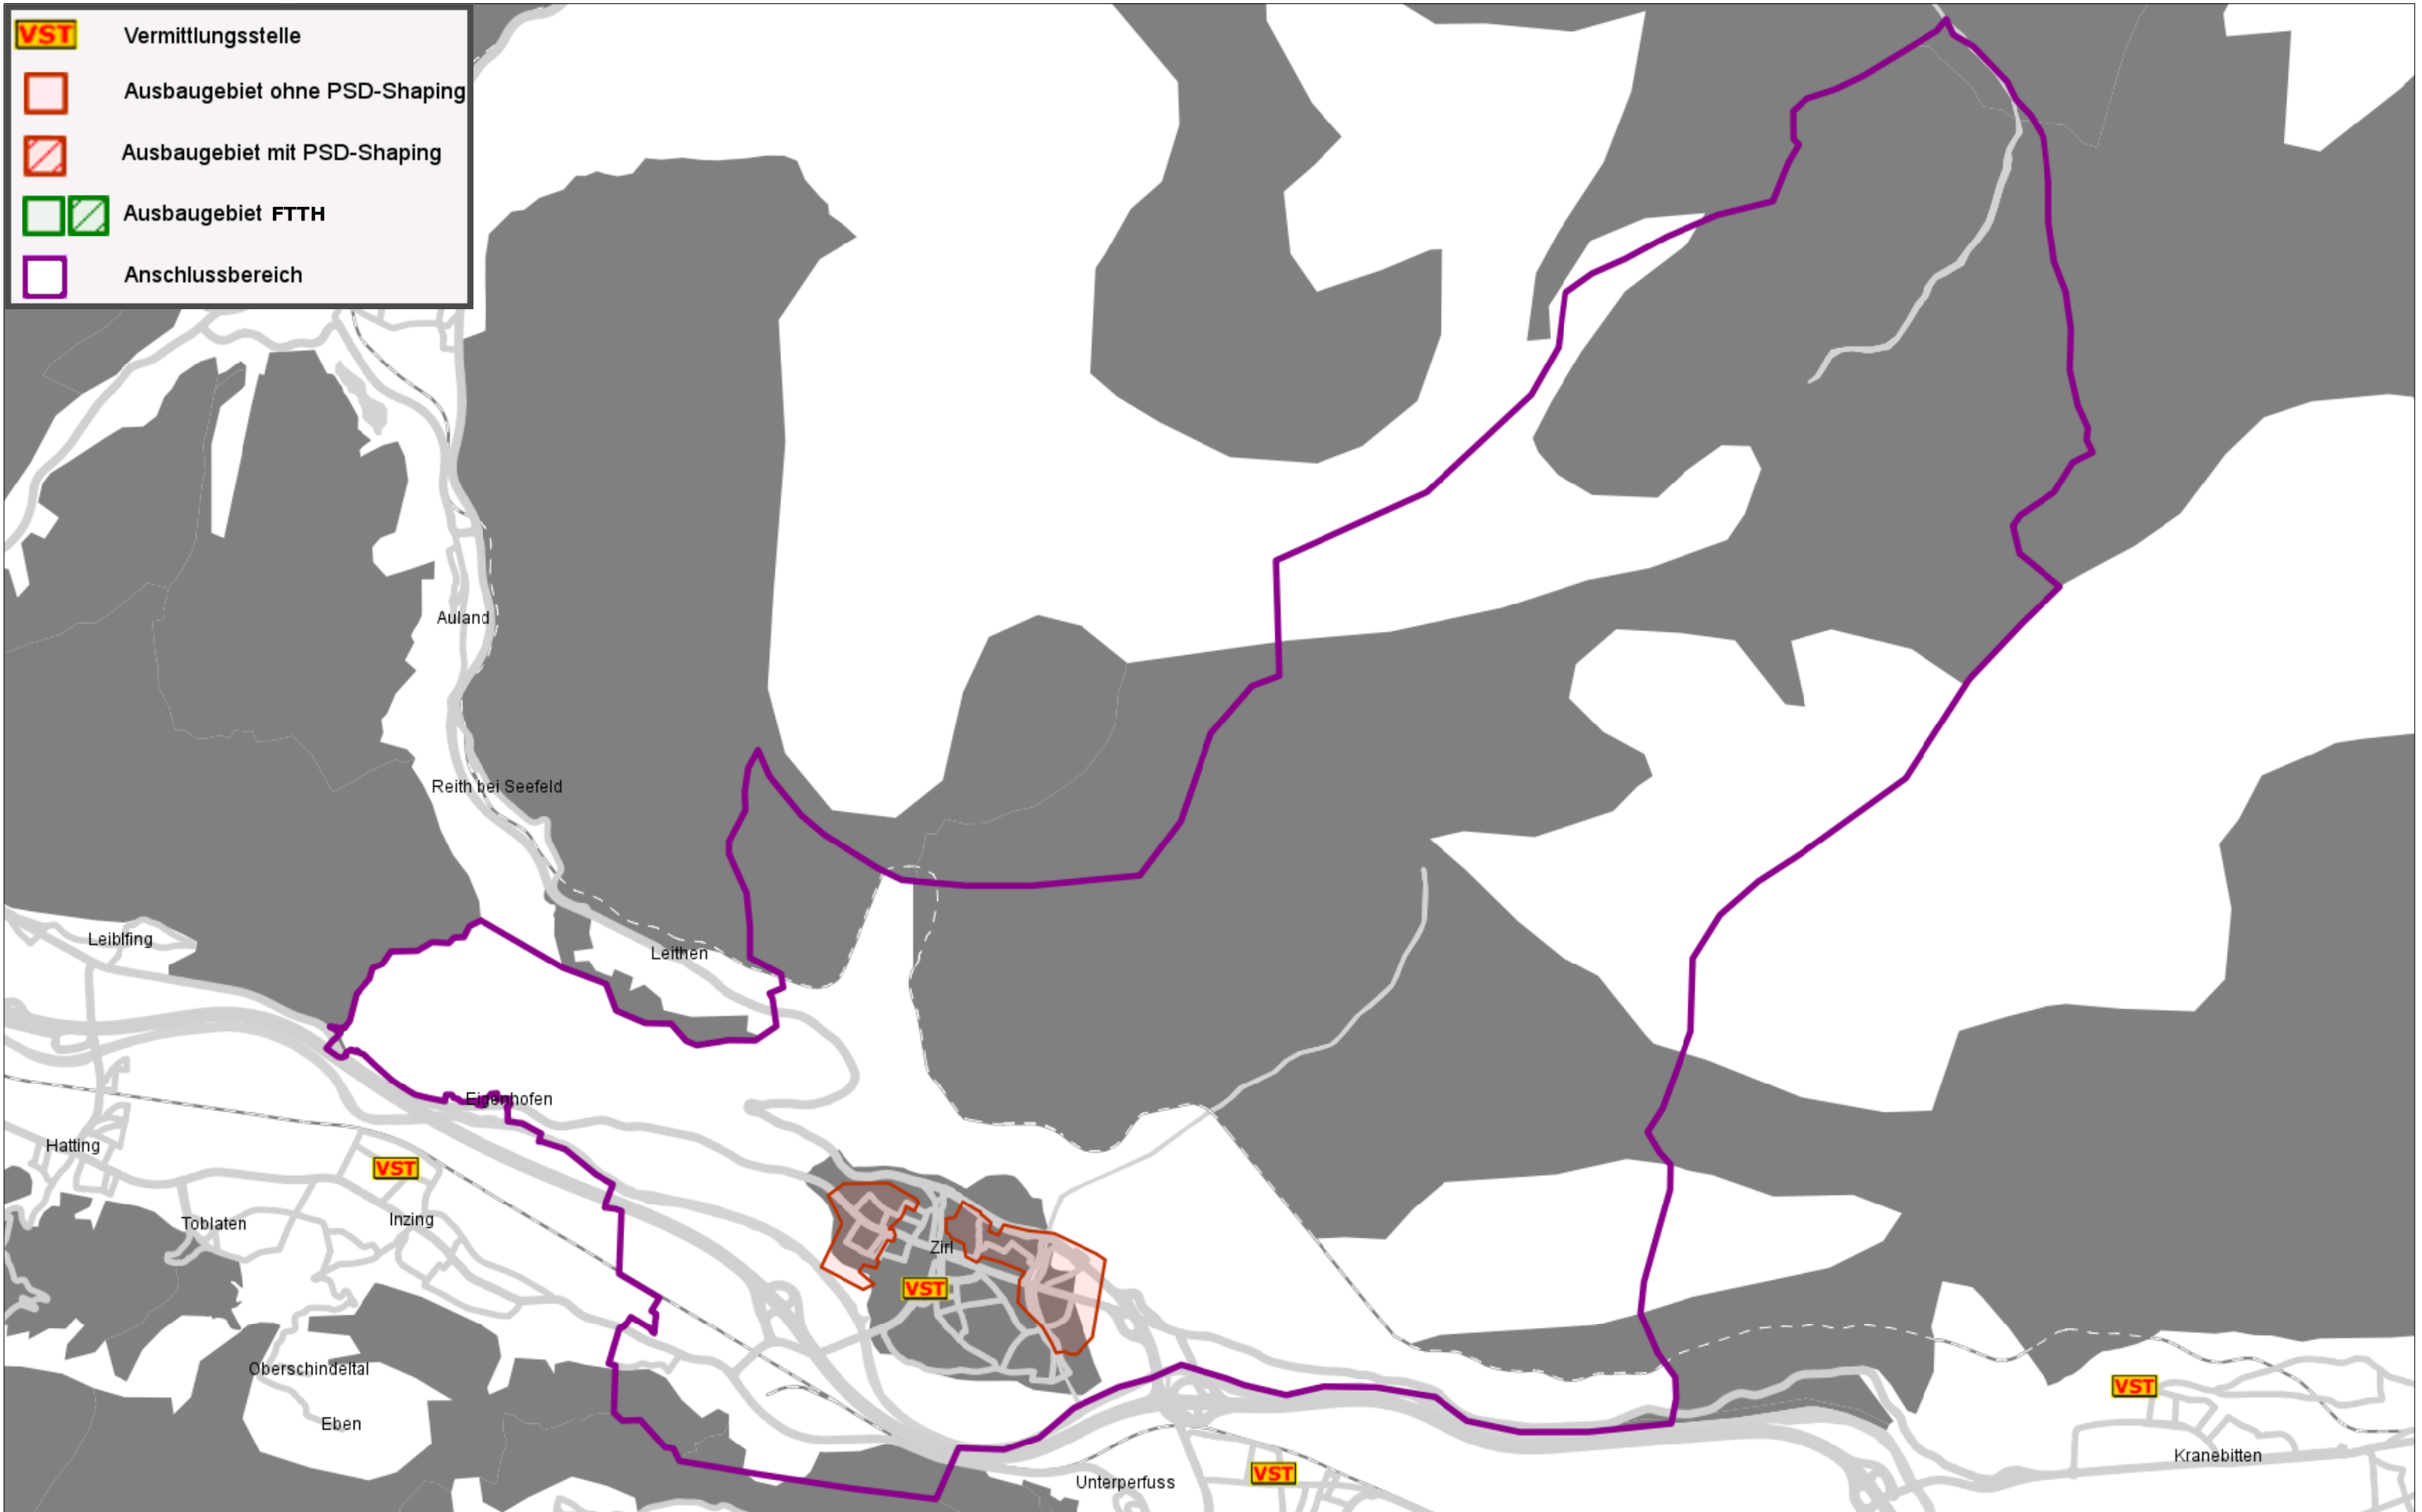 VST Vermittlungsstelle
Ausbaugebiet ohne PSD-Shaping
Ausbaugebiet mit PSD-Shaping
Ausbaugebiet FTTH
Anschlussbereich
Auland
Reith bei Seefeld
Leiblfing
Leithen
Eigenhofen
Hatting
VST
Toblaten
Inzing
Zirl
VST
Oberschindeltal
VST
Eben
Kranebitten
VST
Unterperfuss